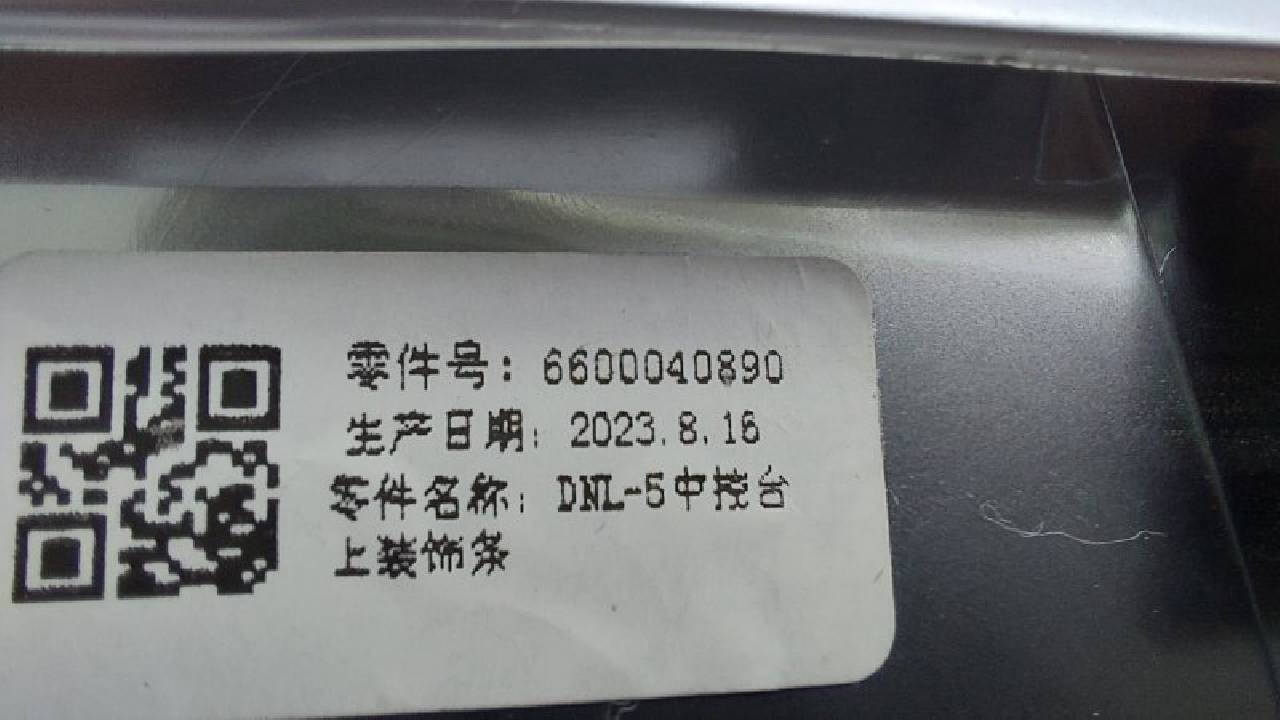 零件号：6600040890
生产日期：2023.8.16
零件名称：DNL-5中控台
上装饰条